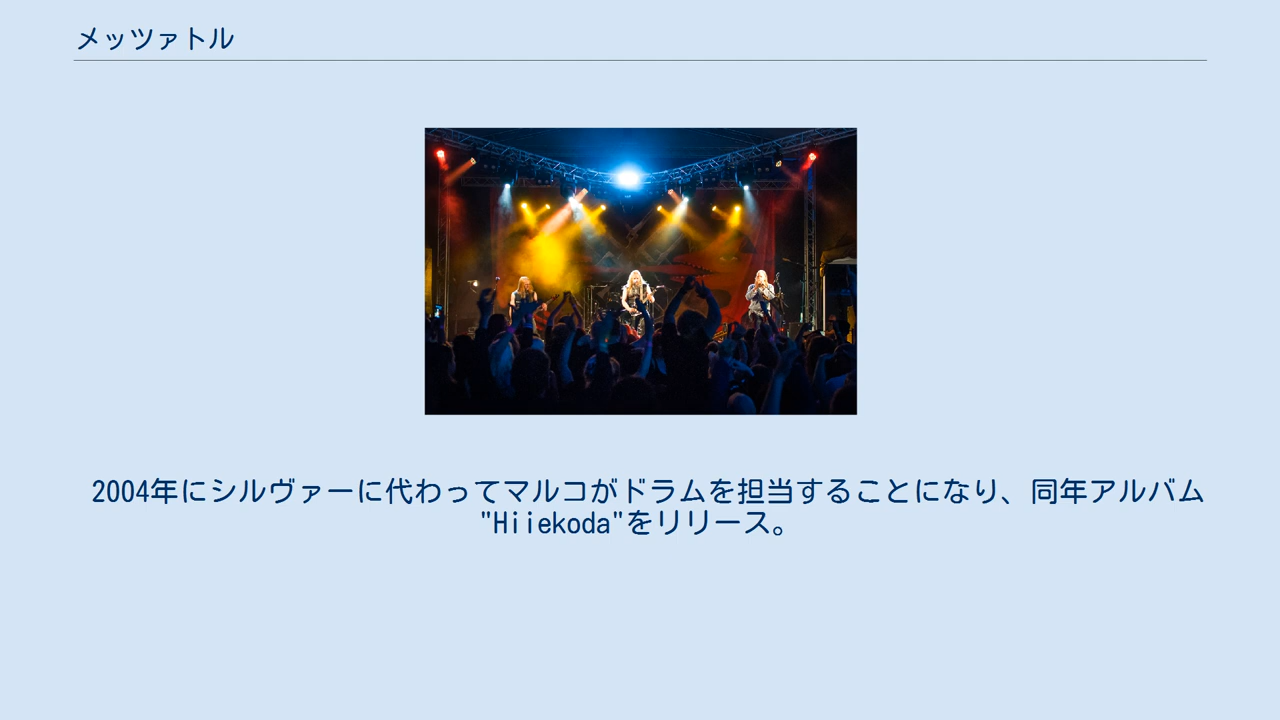 メッツァトル
2004年にシルヴァーに代わってマルコがドラムを担当することになり、同年アルバム
"Hiiekoda"をリリース。